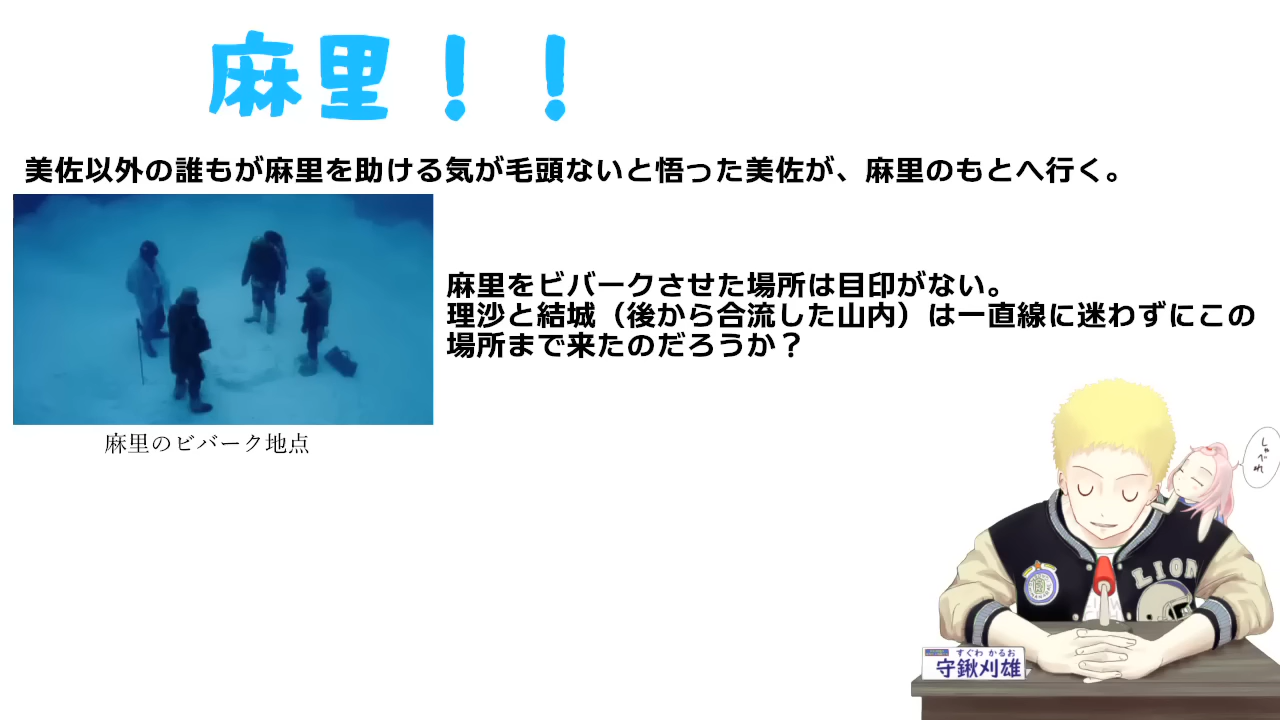 麻里！！
美佐以外の誰もが麻里を助ける気が毛頭ないと悟った美佐が、麻里のもとへ行く。
麻里をビバークさせた場所は目印がない。
理沙と結城（後から合流した山内）は一直線に迷わずにこの
場所まで来たのだろうか？
麻里のビバーク地点
しゃべれ
LION
すぐわ かるお
守鍬刈雄